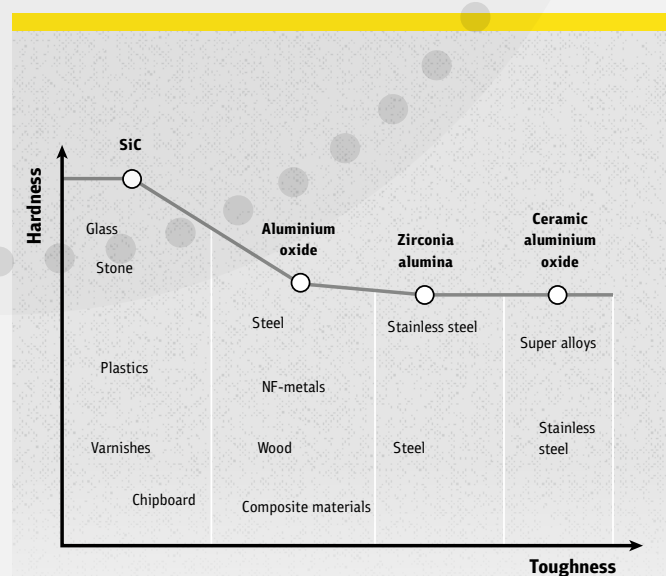 SiC
Hardness
Glass
Stone
Plastics
Varnishes
Chipboard
Aluminium
oxide
Steel
NF-metals
Wood
Composite materials
Zirconia
alumina
Stainless steel
Steel
Ceramic
aluminium
oxide
Super alloys
Stainless
steel
Toughness